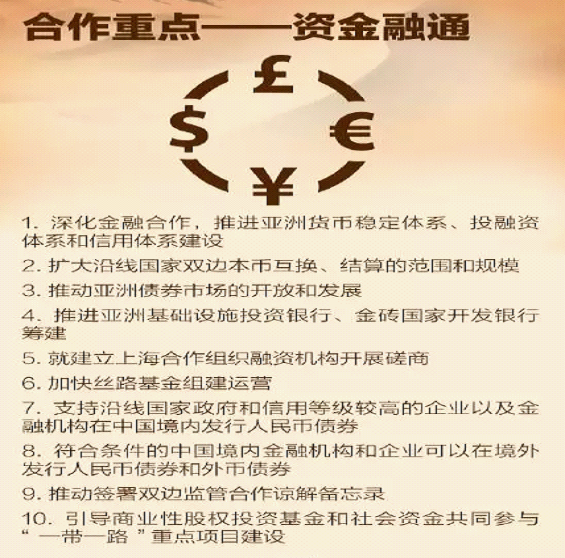 合作重点——资金融通
£
$
€
¥
1. 深化金融合作，推进亚洲货币稳定体系、投融资
体系和信用体系建设
2. 扩大沿线国家双边本币互换、结算的范围和规模
3. 推动亚洲债券市场的开放和发展
4. 推进亚洲基础设施投资银行、金砖国家开发银行
筹建
5. 就建立上海合作组织融资机构开展磋商
6. 加快丝路基金组建运营
7. 支持沿线国家政府和信用等级较高的企业以及金
融机构在中国境内发行人民币债券
8. 符合条件的中国境内金融机构和企业可以在境外
发行人民币债券和外币债券
9. 推动签署双边监管合作谅解备忘录
10. 引导商业性股权投资基金和社会资金共同参与
“ 一带一路 ”重点项目建设